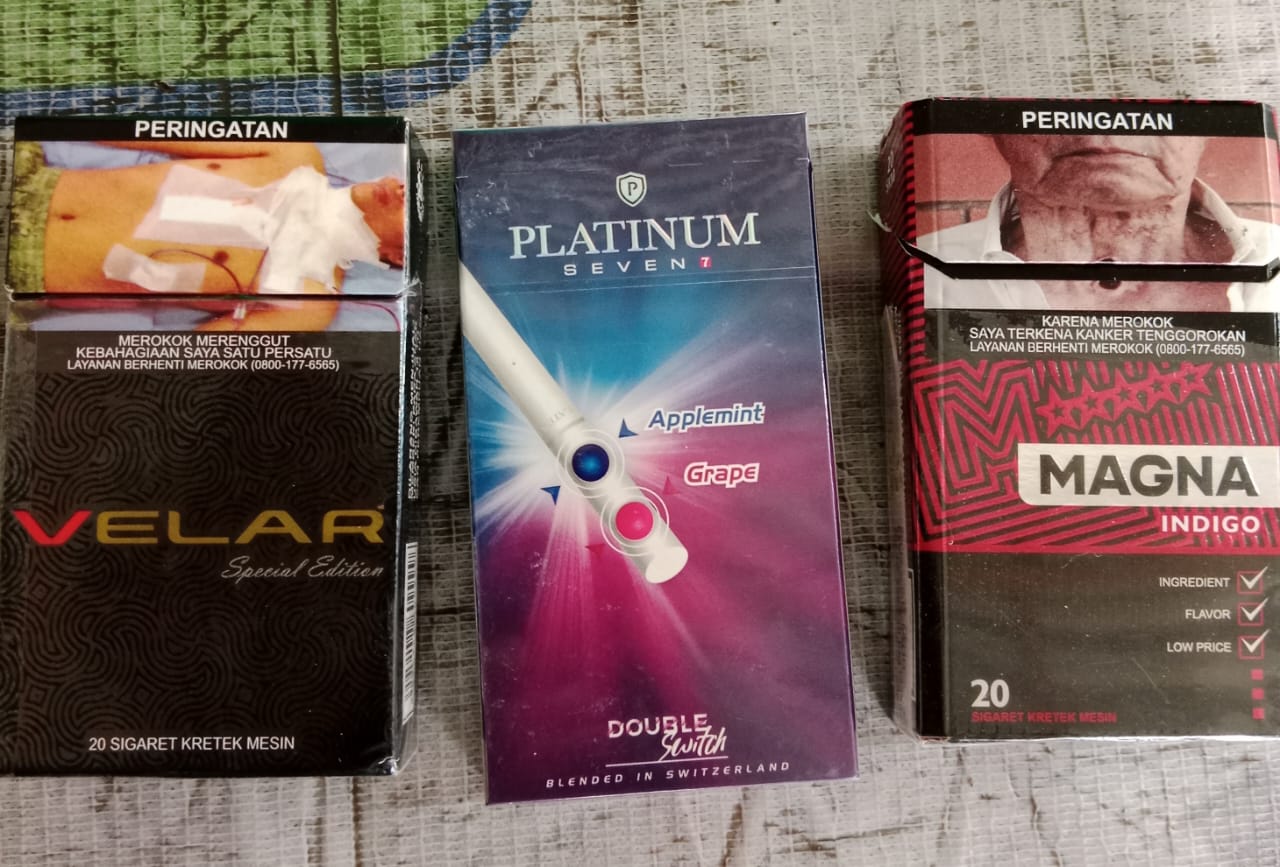 PERINGATAN
MEROKOK MERENGGUT
KEBAHAGIAAN SAYA SATU PERSATU
LAYANAN BERHENTI MEROKOK (0800-177-6565)
VELAR
Special Edition
20 SIGARET KRETEK MESIN
P
PLATINUM
SEVEN 7
Applemint
Grape
DOUBLE
Switch
BLENDED IN SWITZERLAND
PERINGATAN
KARENA MEROKOK
SAYA TERKENA KANKER TENGGOROKAN
LAYANAN BERHENTI MEROKOK (0800-177-6565)
M
MAGNA
INDIGO
INGREDIENT
FLAVOR
LOW PRICE
20
SIGARET KRETEK MESIN